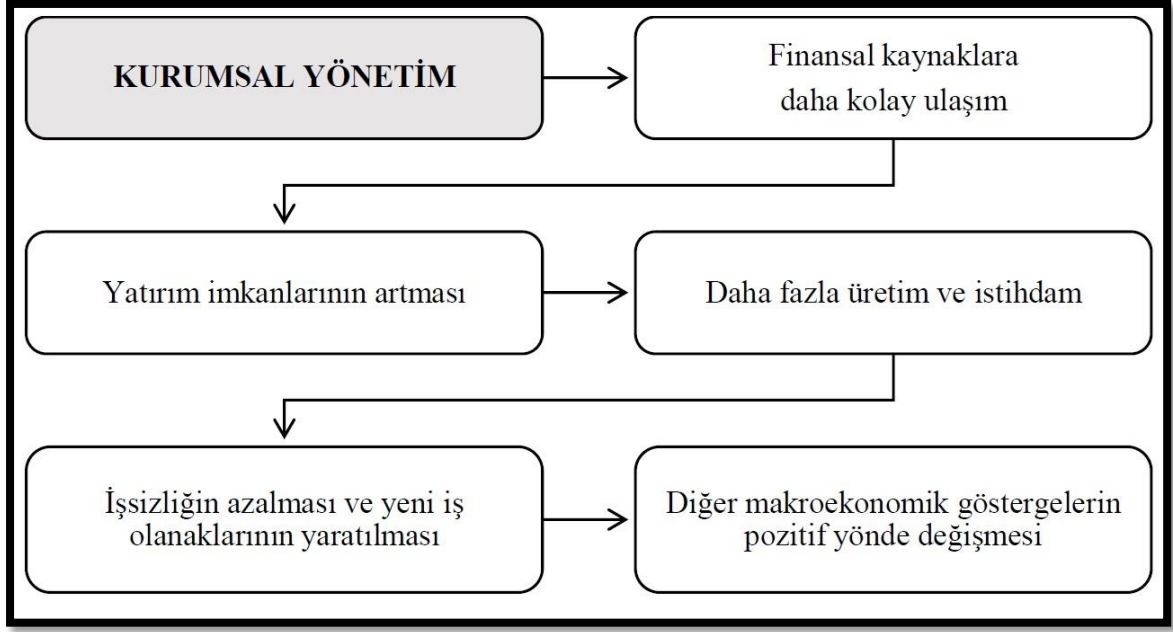 KURUMSAL YÖNETİM
Finansal kaynaklara
daha kolay ulaşım
Yatırım imkanlarının artması
Daha fazla üretim ve istihdam
İşsizliğin azalması ve yeni iş
olanaklarının yaratılması
Diğer makroekonomik göstergelerin
pozitif yönde değişmesi